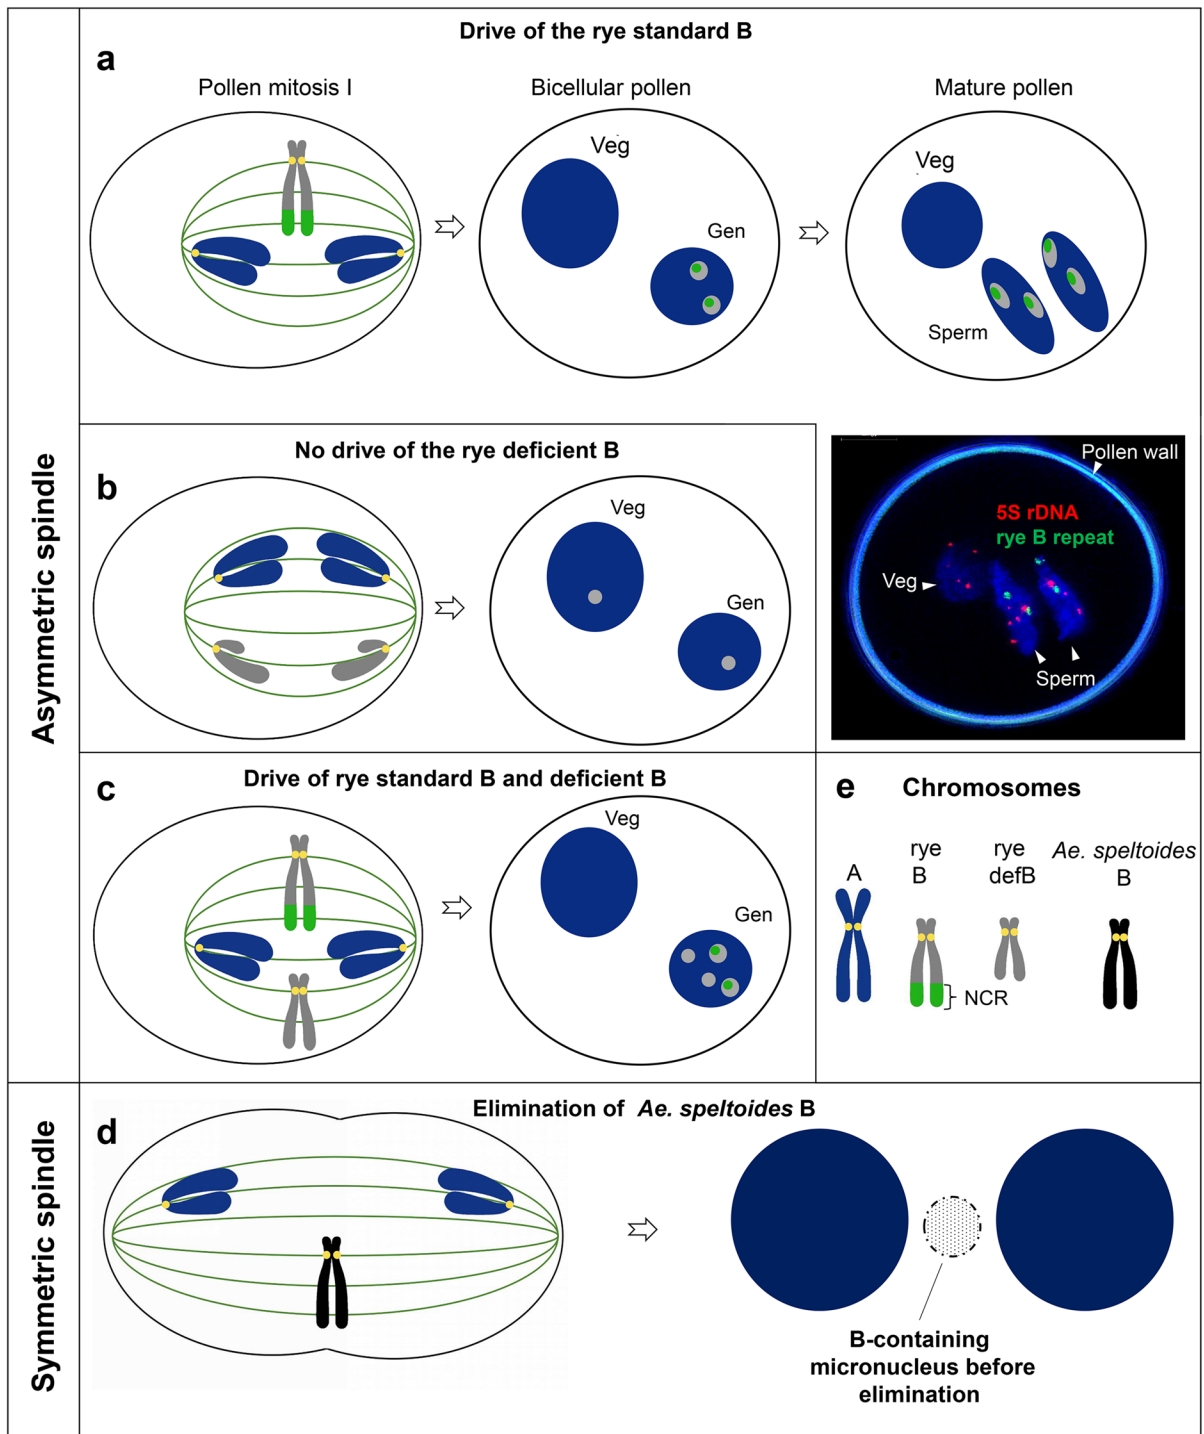 Drive of the rye standard B
a
Pollen mitosis I
Bicellular pollen
Mature pollen
Veg
Gen
Veg
Sperm
Asymmetric spindle
No drive of the rye deficient B
b
Veg
Gen
Pollen wall
5S rDNA
rye B repeat
Veg
Sperm
Drive of rye standard B and deficient B
c
Veg
Gen
e
Chromosomes
A
rye
B
rye
defB
Ae. speltoides
B
NCR
Symmetric spindle
Elimination of Ae. speltoides B
d
B-containing
micronucleus before
elimination